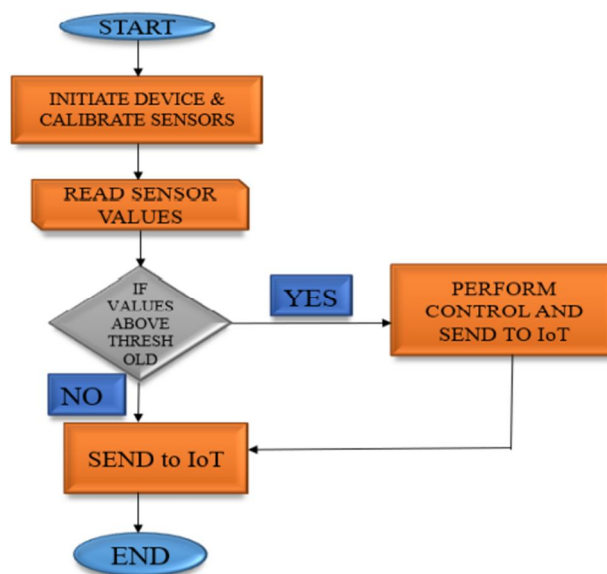 START
INITIATE DEVICE &
CALIBRATE SENSORS
READ SENSOR
VALUES
IF
VALUES
ABOVE
THRESH
OLD
YES
PERFORM
CONTROL AND
SEND TO IoT
NO
SEND to IoT
END